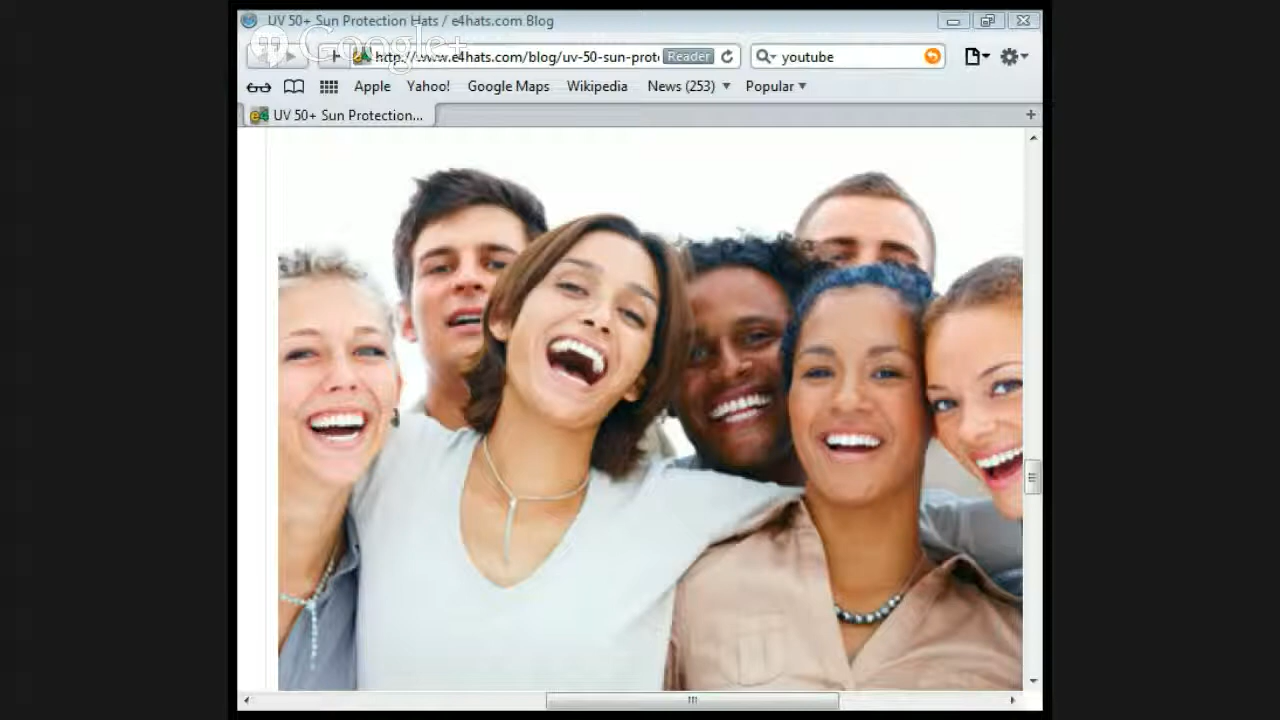 UV 50+ Sun Protection Hats / e4hats.com Blog
Google+
http://www.e4hats.com/blog/uv-50-sun-prot Reader youtube
Apple Yahoo! Google Maps Wikipedia News (253) Popular
e4 UV 50+ Sun Protection...